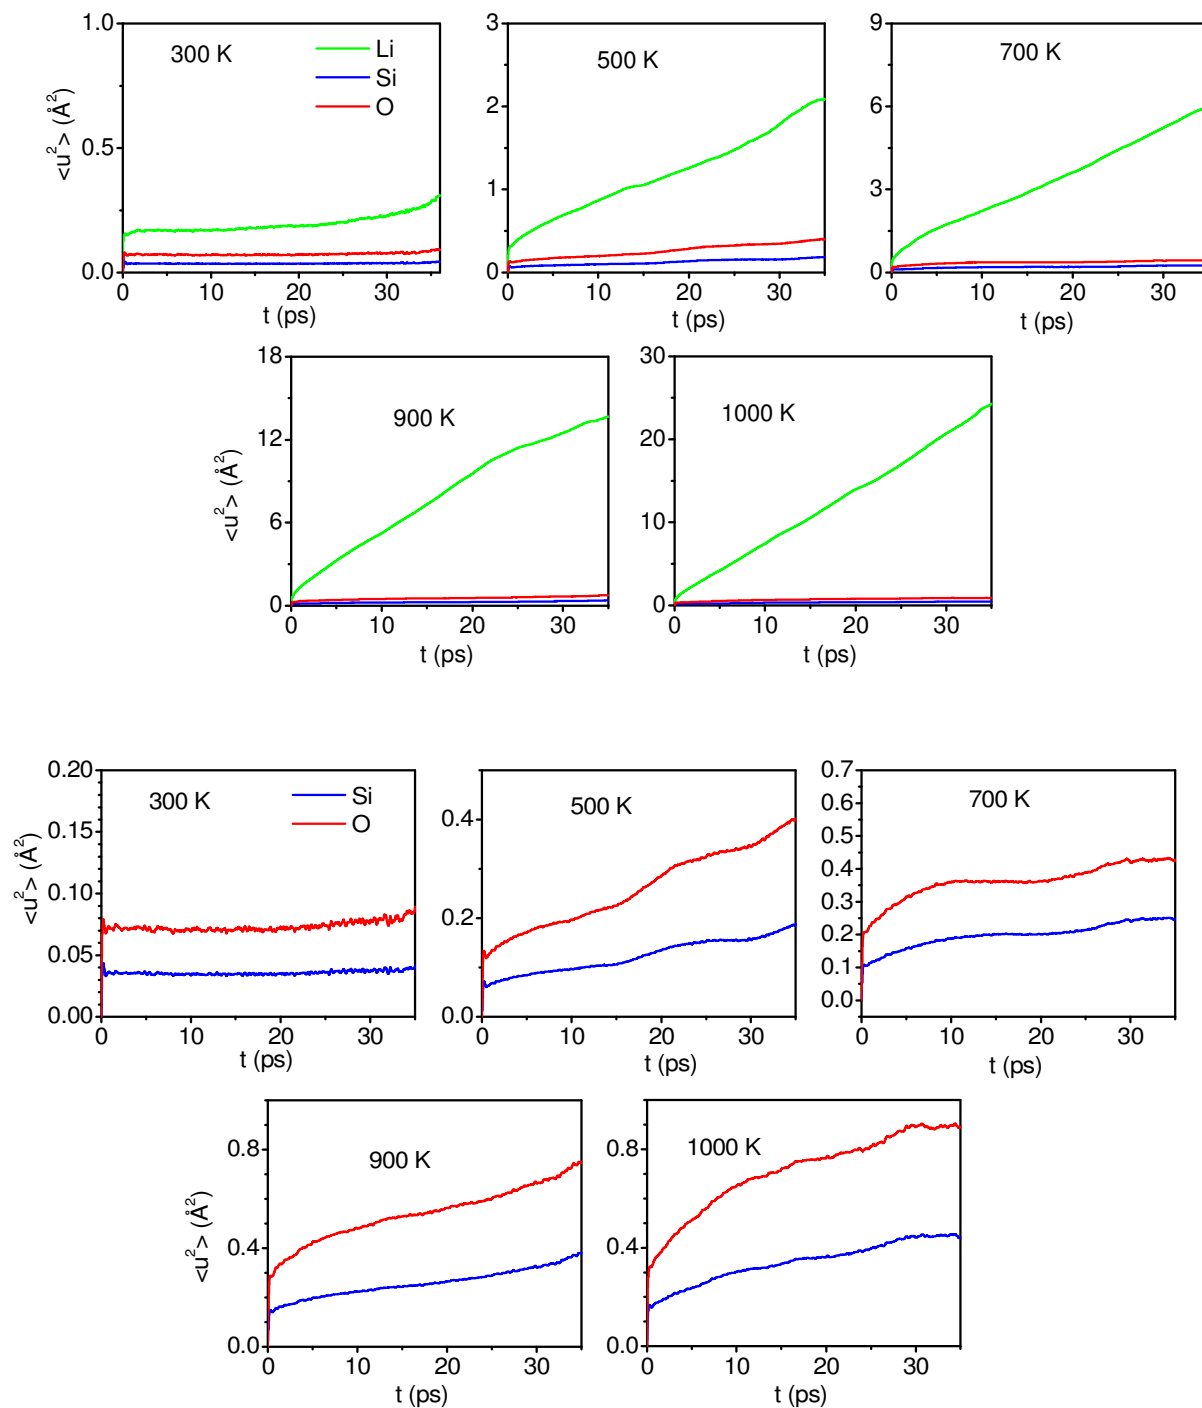 1.0
0.5
0.0
<u²> (Å²)
300 K
Li
Si
O
0 10 20 30
t (ps)
3
2
1
0
500 K
0 10 20 30
t (ps)
9
6
3
0
700 K
0 10 20 30
t (ps)
18
12
6
0
<u²> (Å²)
900 K
0 10 20 30
t (ps)
30
20
10
0
1000 K
0 10 20 30
t (ps)
0.20
0.15
0.10
0.05
0.00
<u²> (Å²)
300 K
Si
O
0 10 20 30
t (ps)
0.4
0.2
0.0
500 K
0 10 20 30
t (ps)
0.7
0.6
0.5
0.4
0.3
0.2
0.1
0.0
700 K
0 10 20 30
t (ps)
0.8
0.4
0.0
<u²> (Å²)
900 K
0 10 20 30
t (ps)
0.8
0.4
0.0
1000 K
0 10 20 30
t (ps)